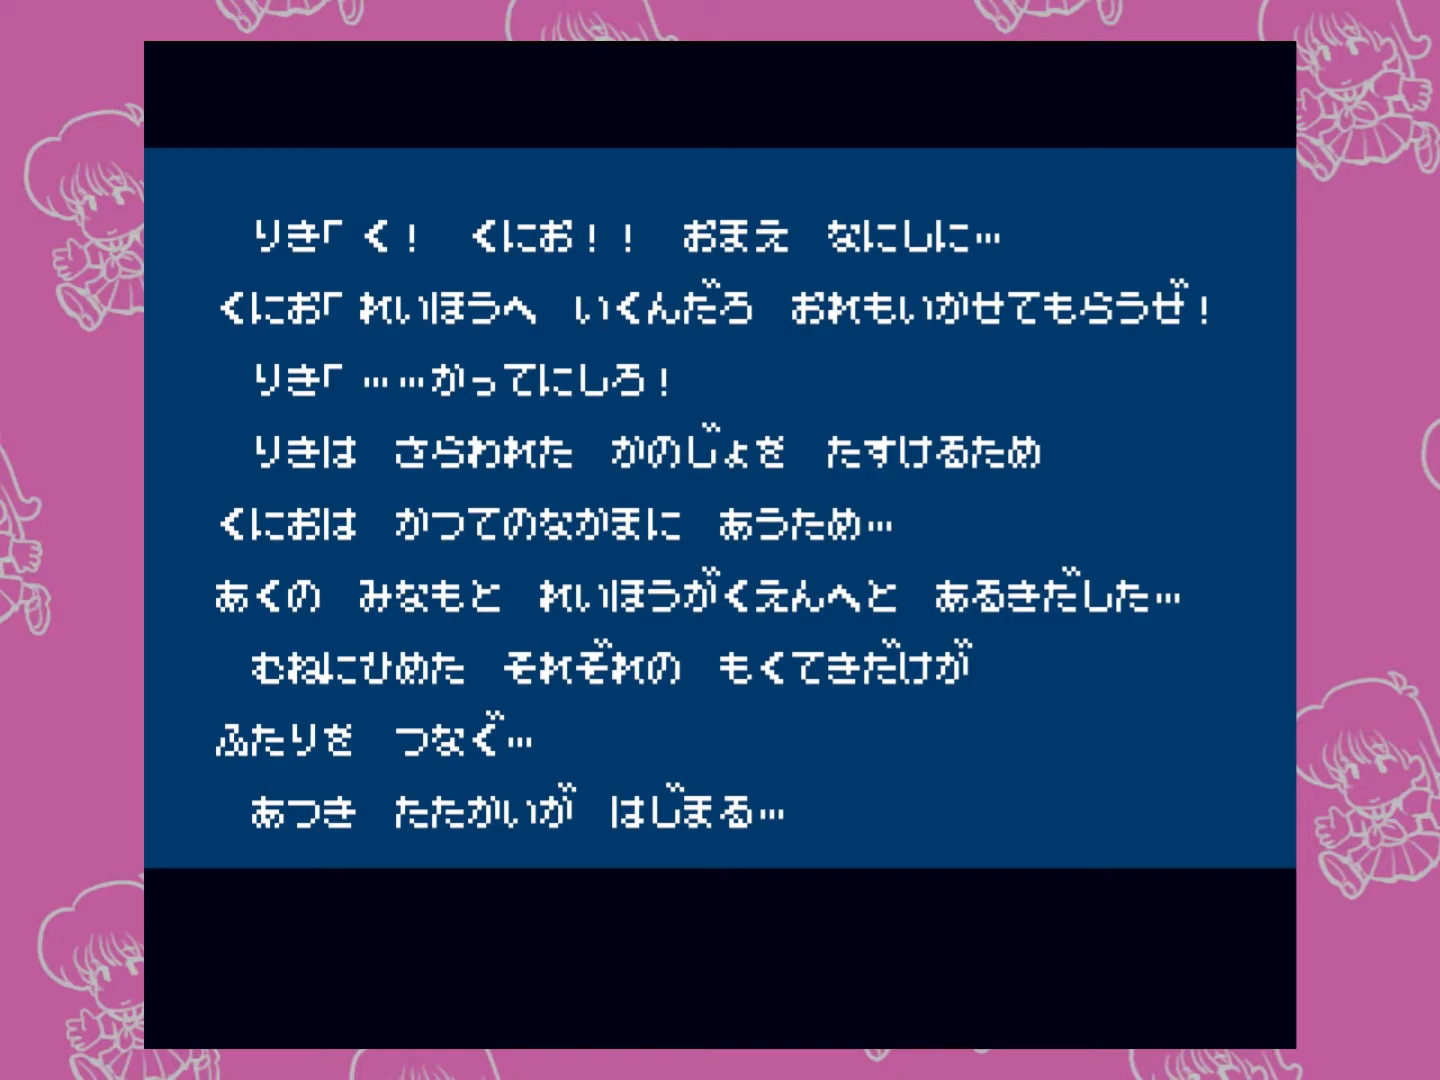 りき「く！　くにお！！　おまえ　なにしに…
くにお「れいほうへ　いくんだろ　おれもいかせてもらうぜ！
りき「……かってにしろ！
りきは　さらわれた　かのじょを　たすけるため
くにおは　かつてのなかまに　あうため…
あくの　みなもと　れいほうがくえんへと　あるきだした…
むねにひめた　それぞれの　もくてきだけが
ふたりを　つなぐ…
あつき　たたかいが　はじまる…